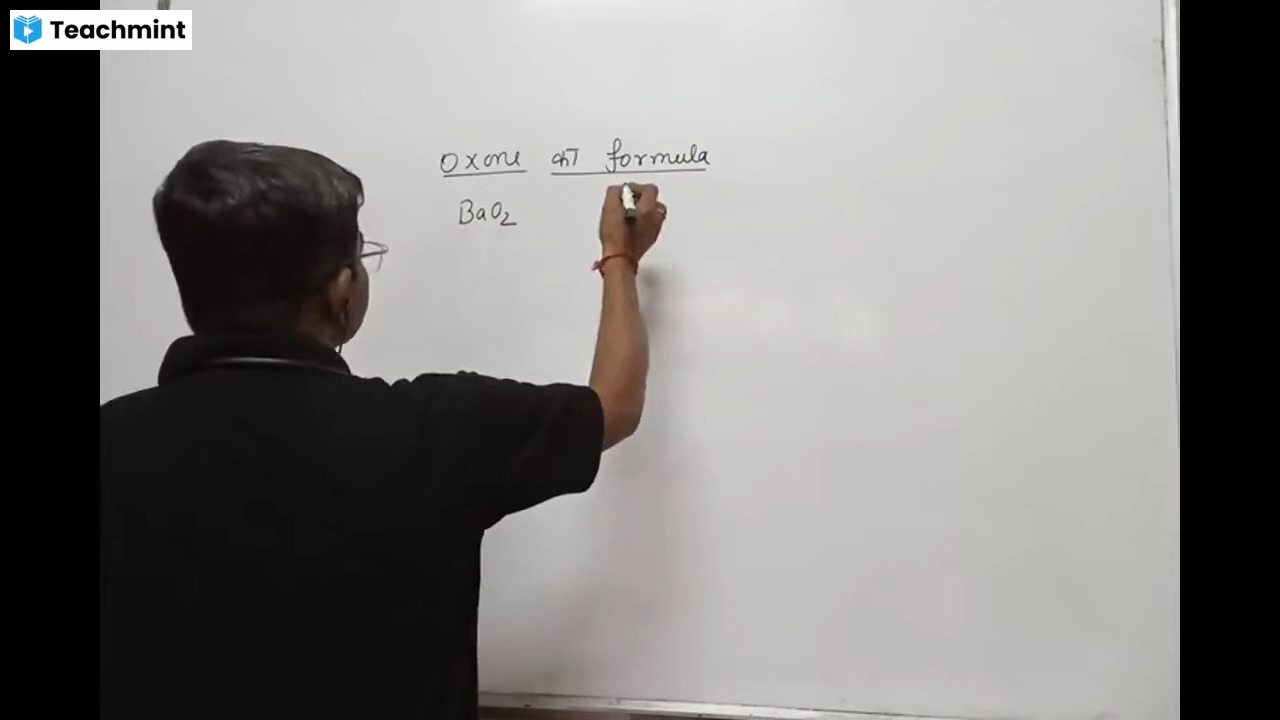 Teachmint
Oxone का formula
BaO2